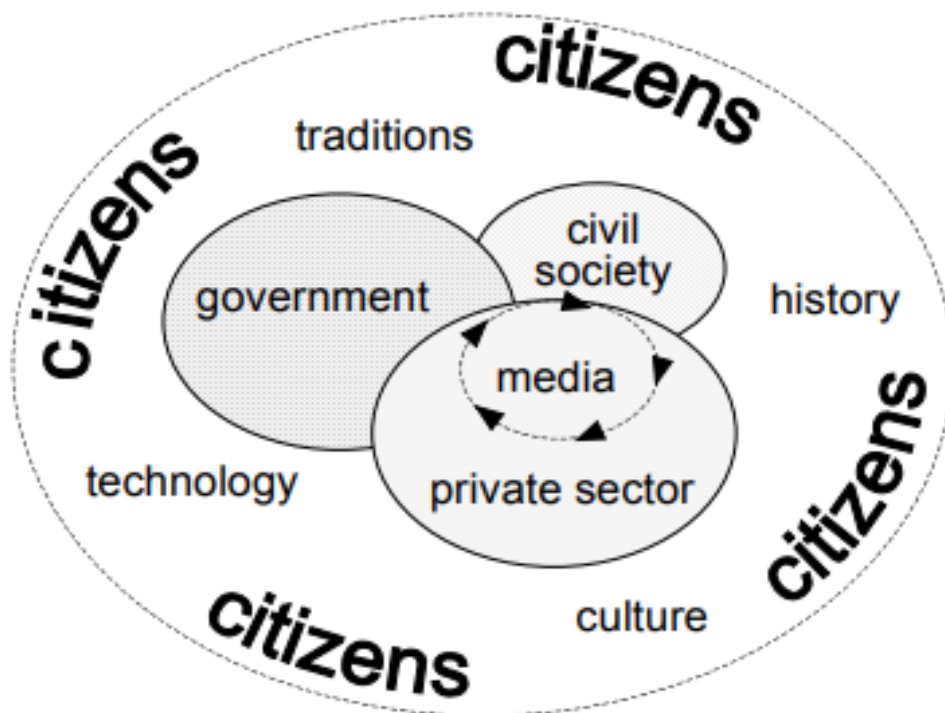 citizens
traditions
citizens
civil
society
government
history
media
technology
private sector
citizens
culture
citizens